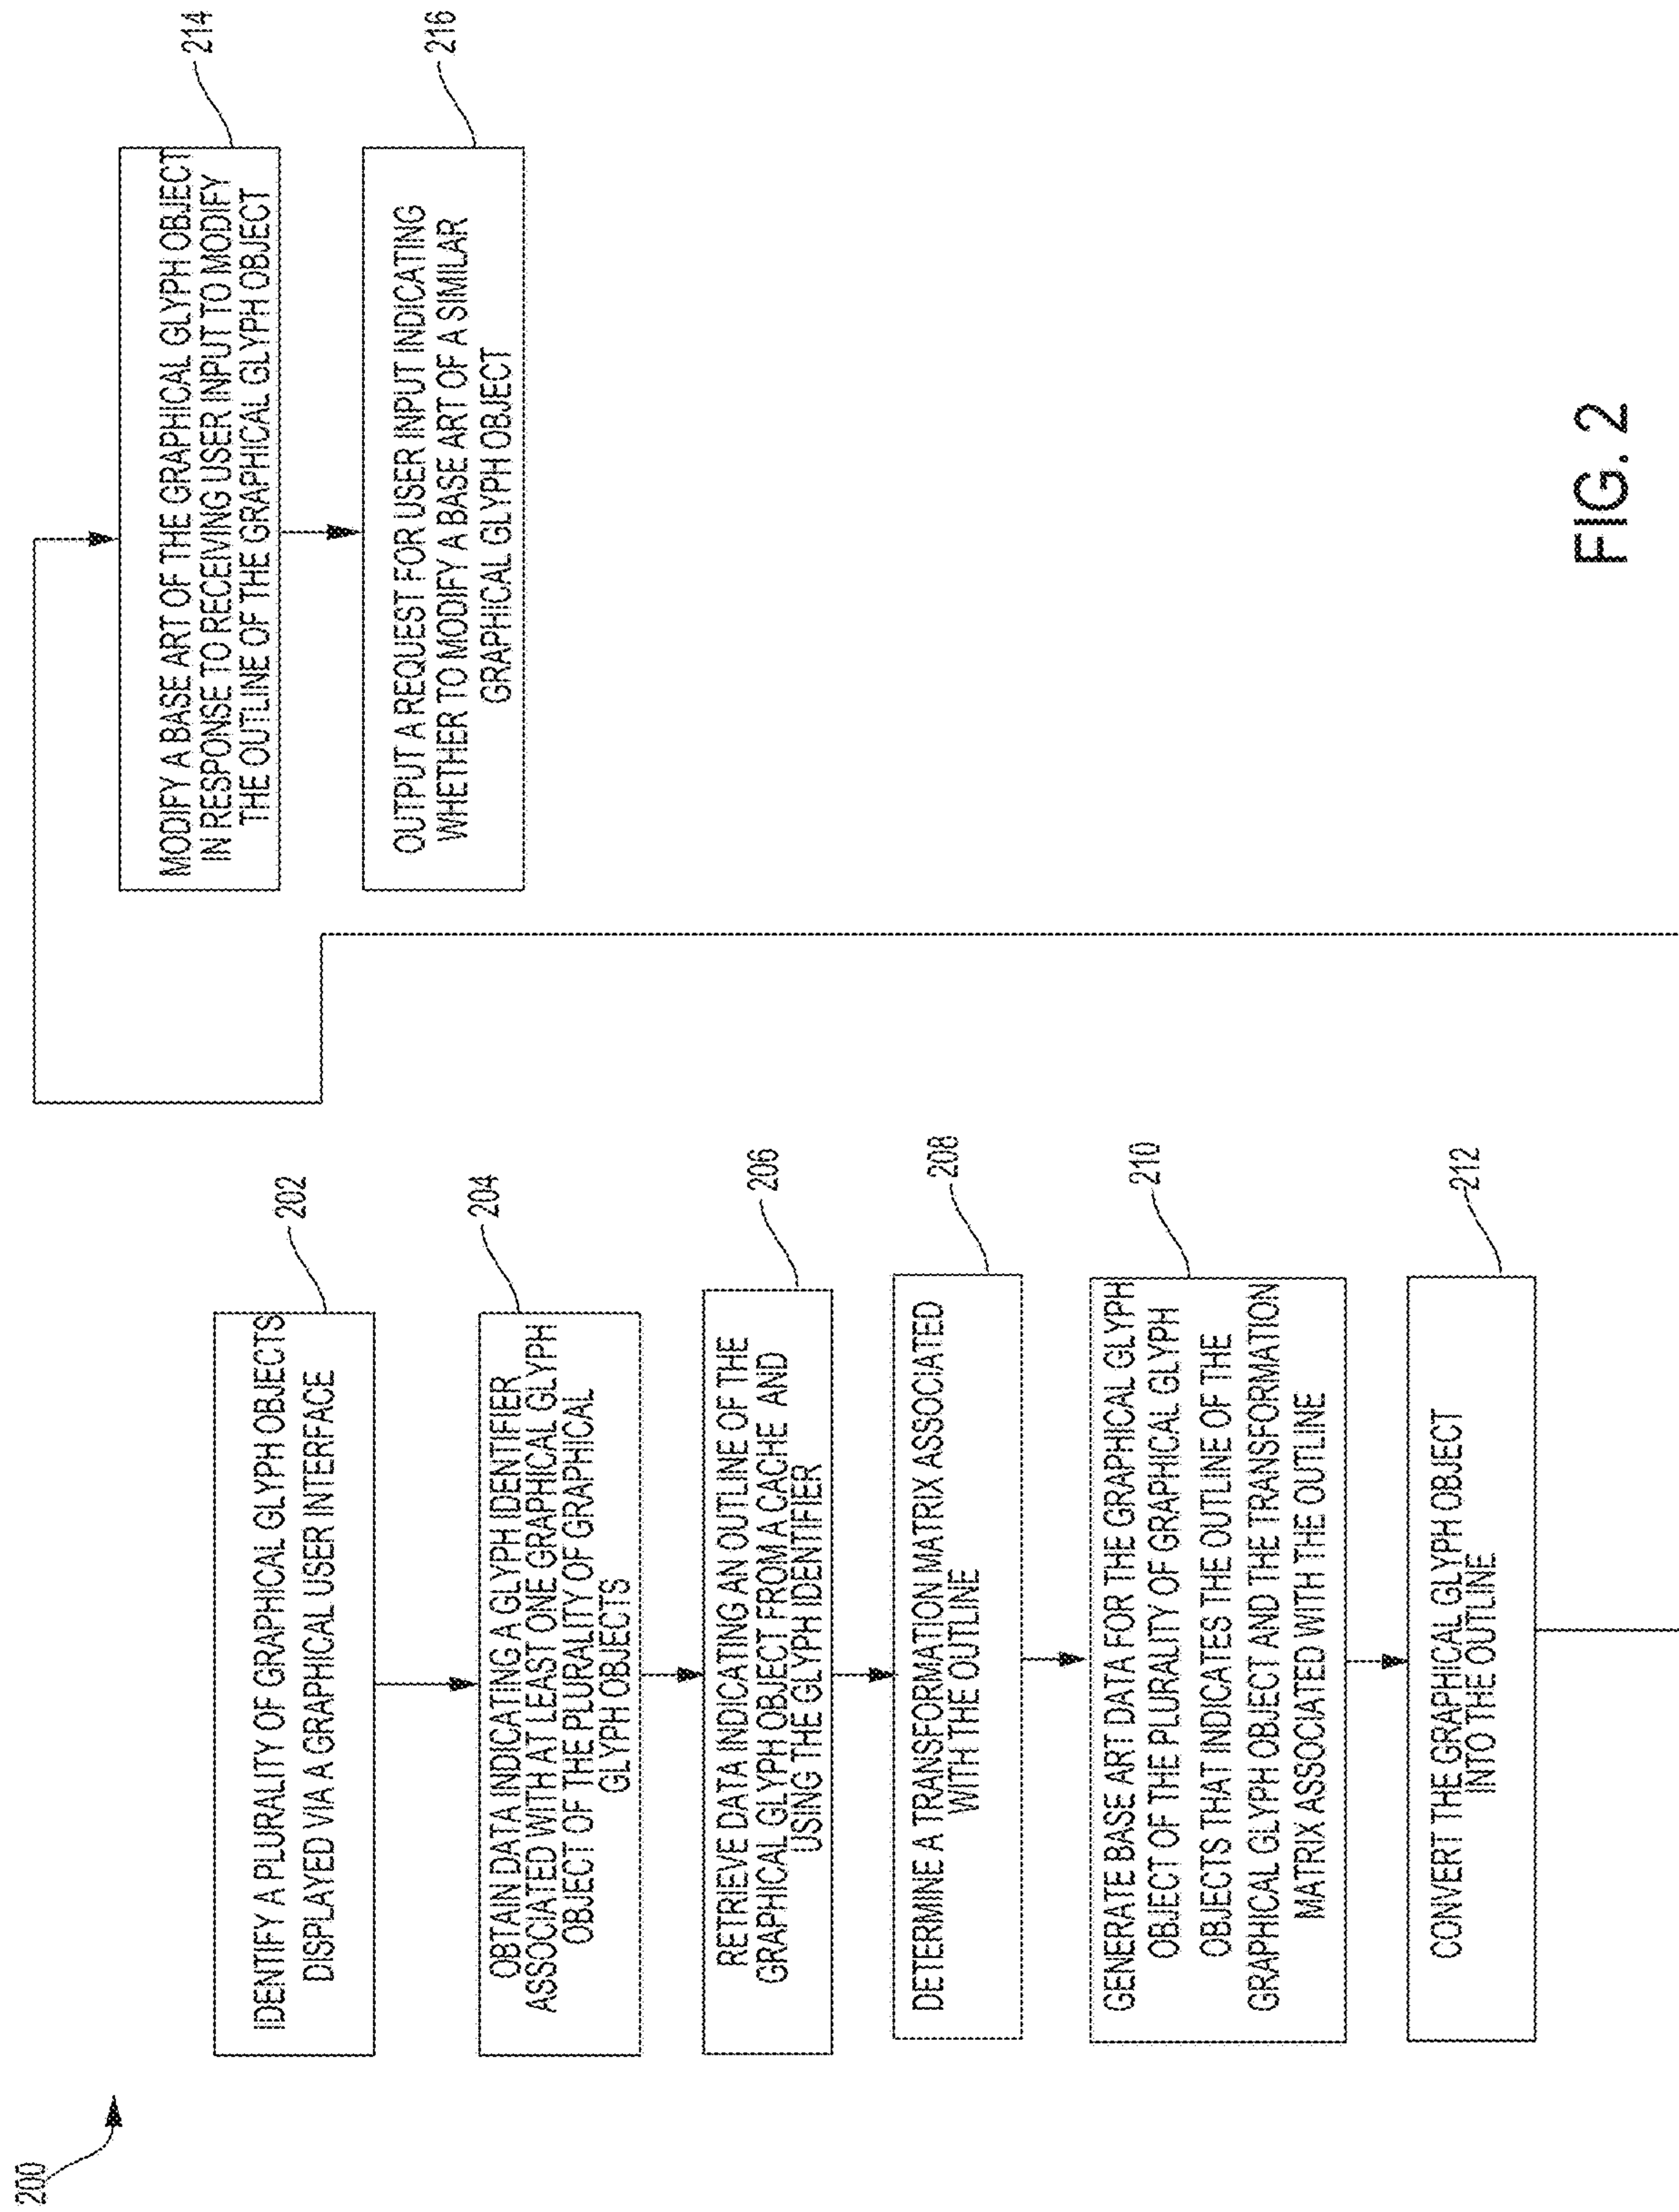 200
IDENTIFY A PLURALITY OF GRAPHICAL GLYPH OBJECTS
DISPLAYED VIA A GRAPHICAL USER INTERFACE
202
OBTAIN DATA INDICATING A GLYPH IDENTIFIER
ASSOCIATED WITH AT LEAST ONE GRAPHICAL GLYPH
OBJECT OF THE PLURALITY OF GRAPHICAL
GLYPH OBJECTS
204
RETRIEVE DATA INDICATING AN OUTLINE OF THE
GRAPHICAL GLYPH OBJECT FROM A CACHE AND
USING THE GLYPH IDENTIFIER
206
DETERMINE A TRANSFORMATION MATRIX ASSOCIATED
WITH THE OUTLINE
208
GENERATE BASE ART DATA FOR THE GRAPHICAL GLYPH
OBJECT OF THE PLURALITY OF GRAPHICAL GLYPH
OBJECTS THAT INDICATES THE OUTLINE OF THE
GRAPHICAL GLYPH OBJECT AND THE TRANSFORMATION
MATRIX ASSOCIATED WITH THE OUTLINE
210
CONVERT THE GRAPHICAL GLYPH OBJECT
INTO THE OUTLINE
212
MODIFY A BASE ART OF THE GRAPHICAL GLYPH OBJECT
IN RESPONSE TO RECEIVING USER INPUT TO MODIFY
THE OUTLINE OF THE GRAPHICAL GLYPH OBJECT
214
OUTPUT A REQUEST FOR USER INPUT INDICATING
WHETHER TO MODIFY A BASE ART OF A SIMILAR
GRAPHICAL GLYPH OBJECT
216
FIG. 2